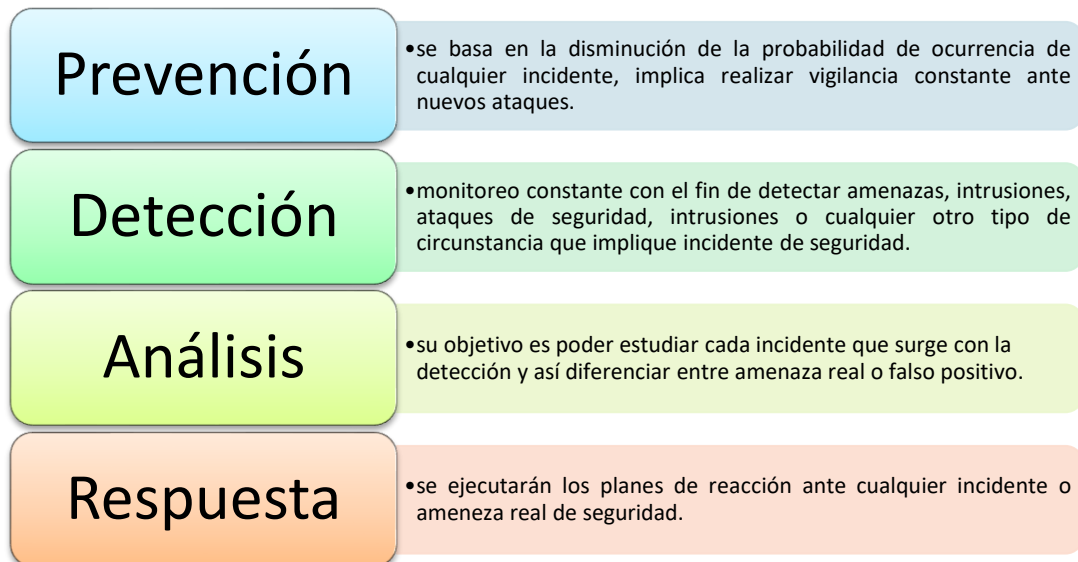 Prevención
•se basa en la disminución de la probabilidad de ocurrencia de
cualquier incidente, implica realizar vigilancia constante ante
nuevos ataques.
Detección
•monitoreo constante con el fin de detectar amenazas, intrusiones,
ataques de seguridad, intrusiones o cualquier otro tipo de
circunstancia que implique incidente de seguridad.
Análisis
•su objetivo es poder estudiar cada incidente que surge con la
detección y así diferenciar entre amenaza real o falso positivo.
Respuesta
•se ejecutarán los planes de reacción ante cualquier incidente o
ameneza real de seguridad.